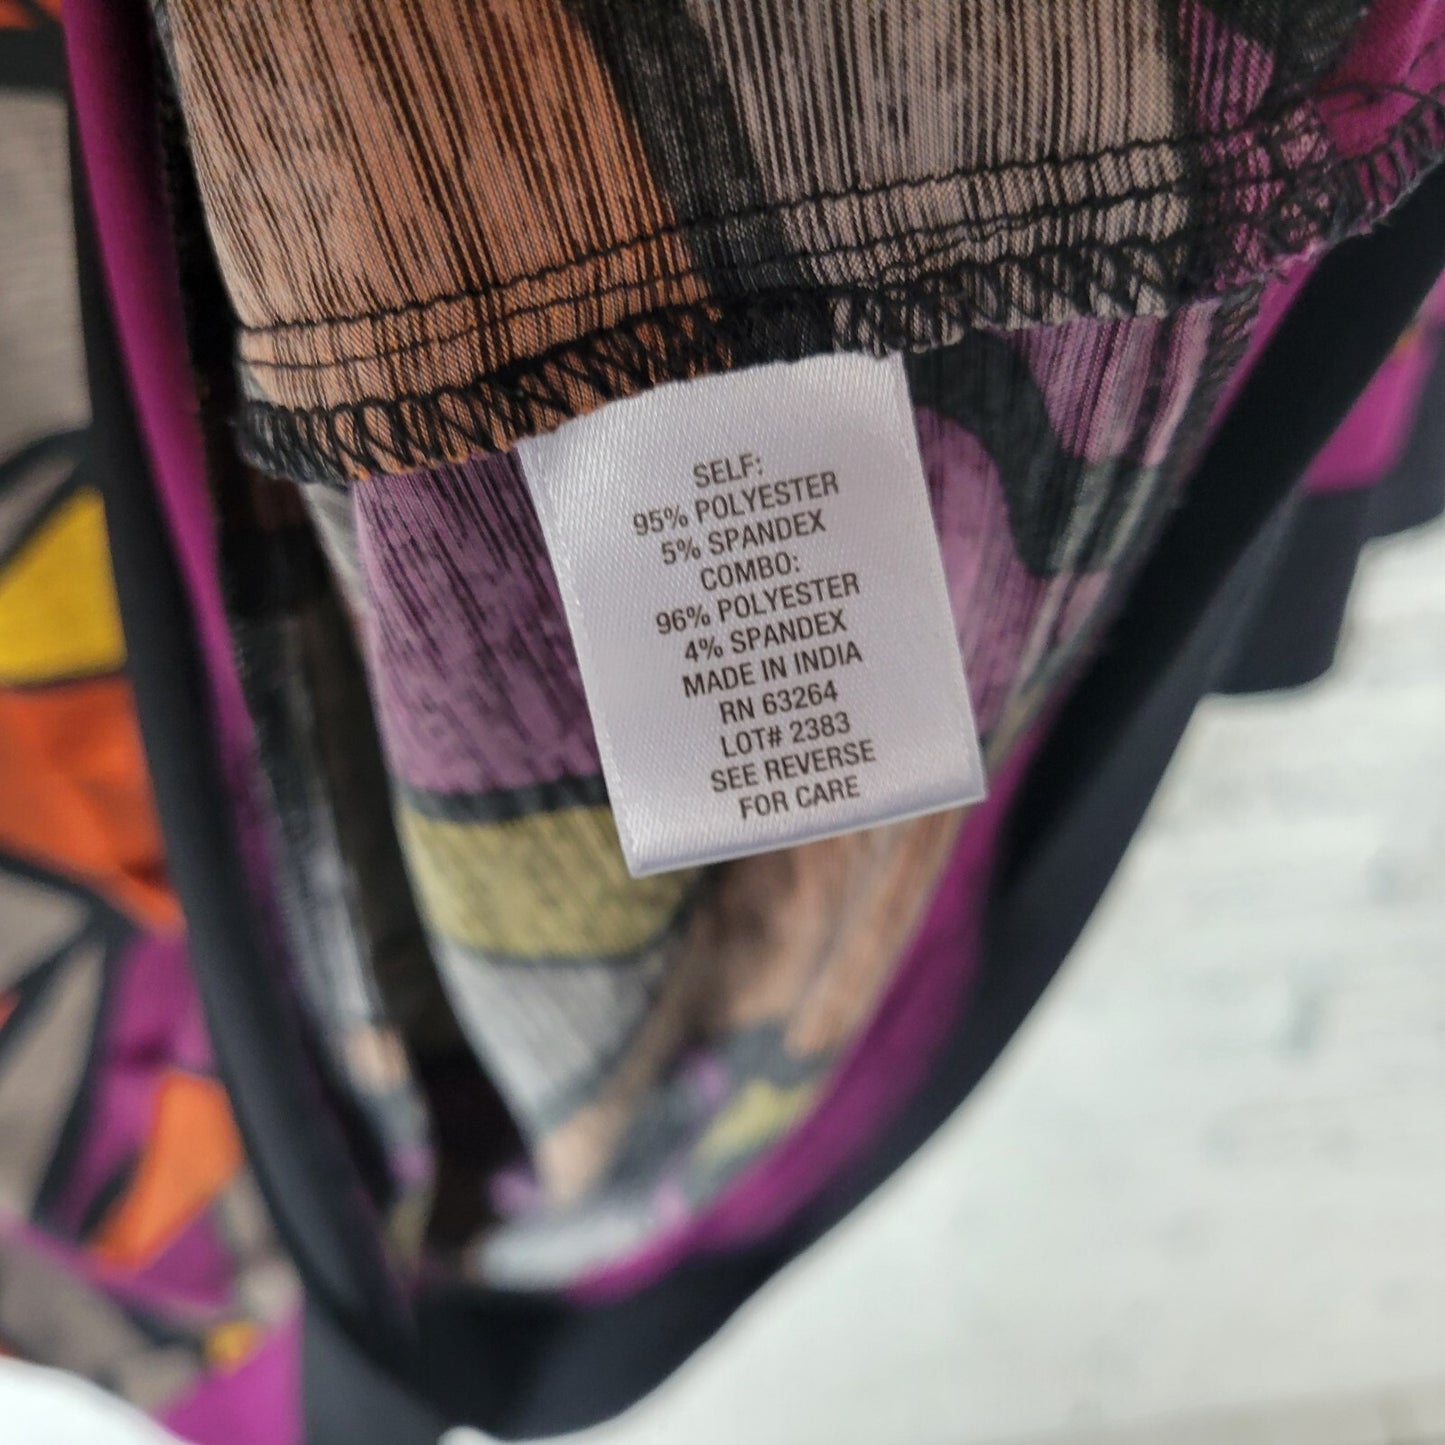 SELF:
95% POLYESTER
5% SPANDEX
COMBO:
96% POLYESTER
4% SPANDEX
MADE IN INDIA
RN 63264
LOT# 2383
SEE REVERSE
FOR CARE